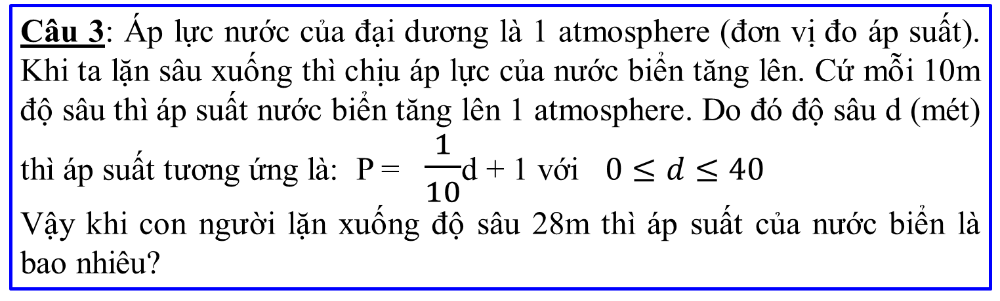 Câu 3: Áp lực nước của đại dương là 1 atmosphere (đơn vị đo áp suất).
Khi ta lặn sâu xuống thì chịu áp lực của nước biển tăng lên. Cứ mỗi 10m
độ sâu thì áp suất nước biển tăng lên 1 atmosphere. Do đó độ sâu d (mét)
thì áp suất tương ứng là: P = 1/10 d + 1 với 0 ≤ d ≤ 40
Vậy khi con người lặn xuống độ sâu 28m thì áp suất của nước biển là
bao nhiêu?